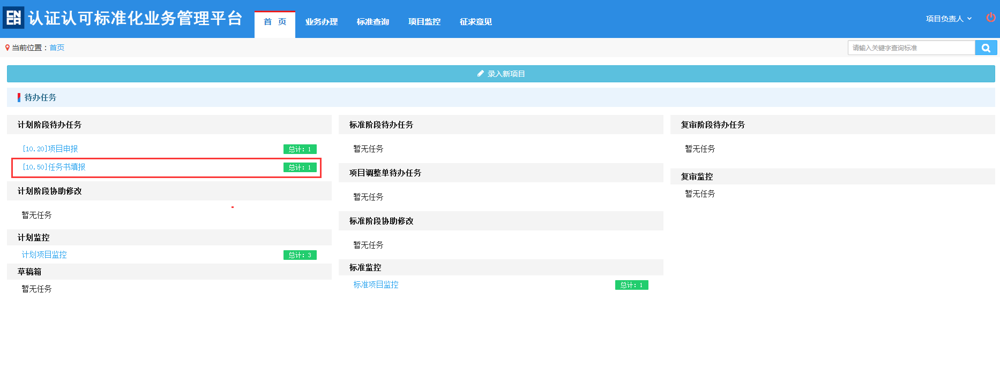 CNCA 认证认可标准化业务管理平台
首 页 业务办理 标准查询 项目监控 征求意见
项目负责人
当前位置：首页
请输入关键字查询标准
录入新项目
待办任务
计划阶段待办任务
[10.20]项目申报 总计：1
[10.50]任务书填报 总计：1
计划阶段协助修改
暂无任务
计划监控
计划项目监控 总计：3
草稿箱
暂无任务
标准阶段待办任务
暂无任务
项目调整单待办任务
暂无任务
标准阶段协助修改
暂无任务
标准监控
标准项目监控 总计：1
复审阶段待办任务
暂无任务
复审监控
暂无任务